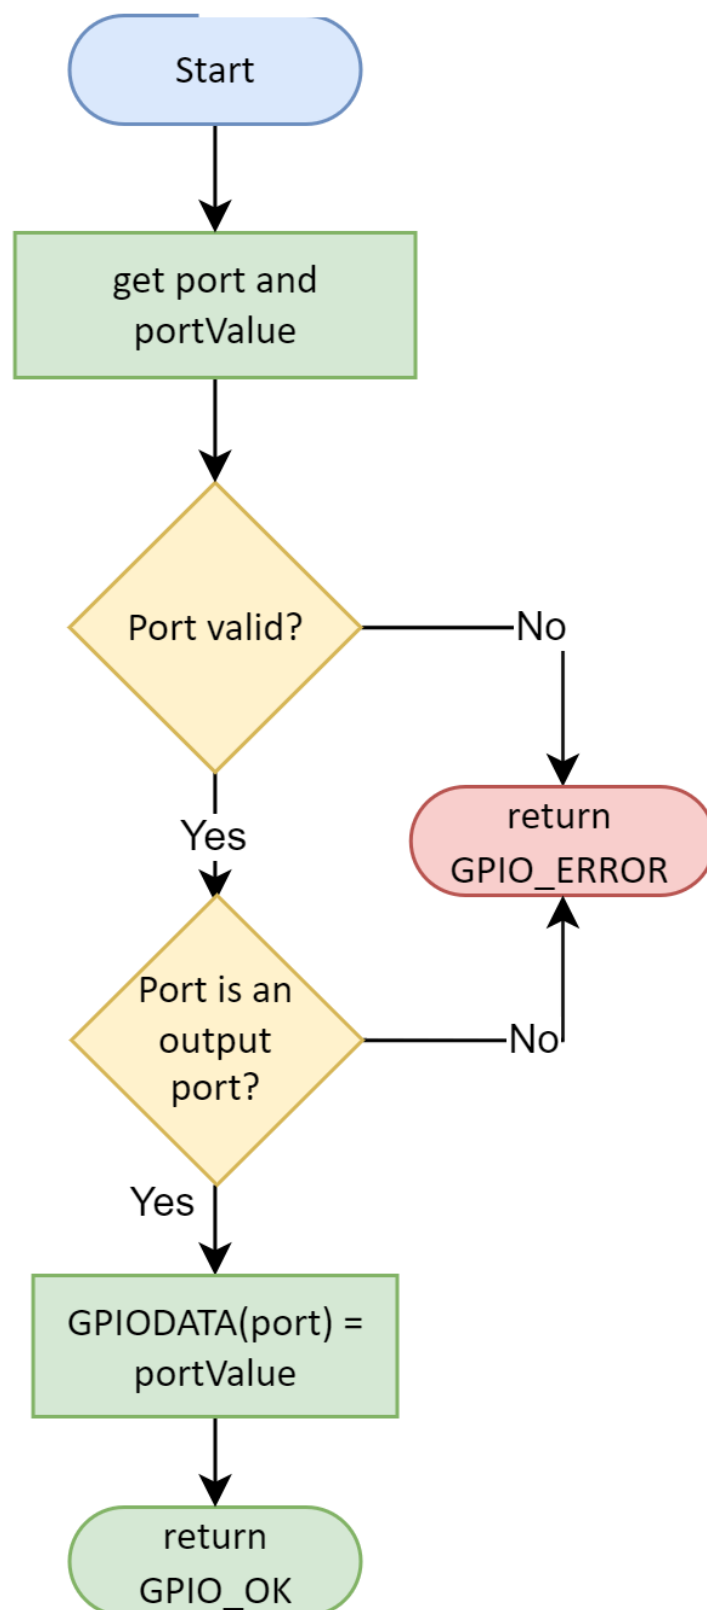 Start
get port and
portValue
Port valid?
No
return
GPIO_ERROR
Yes
Port is an
output
port?
No
Yes
GPIODATA(port) =
portValue
return
GPIO_OK